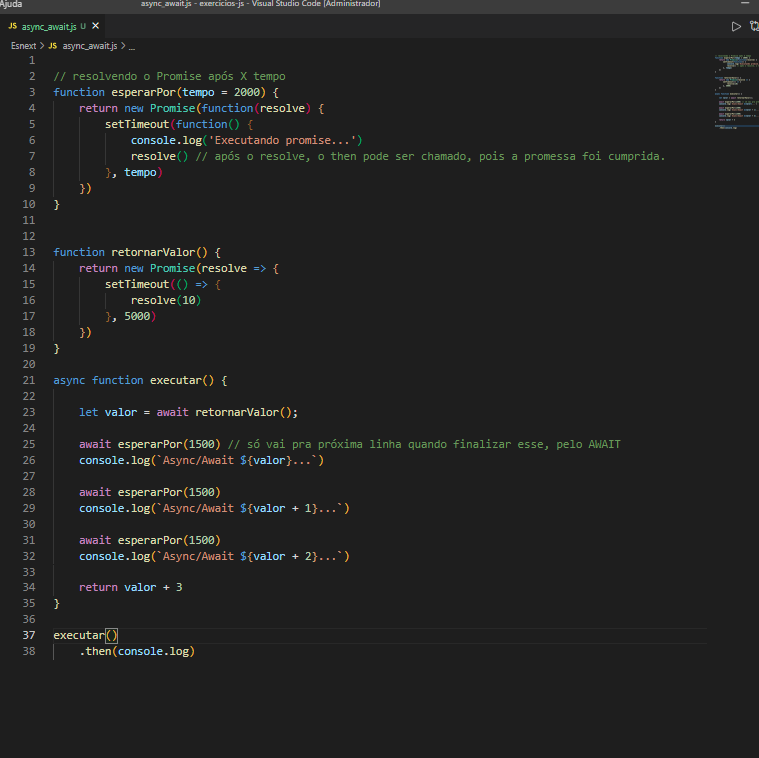 Ajuda
async_await.js - exercicios-js - Visual Studio Code [Administrador]
JS async_await.js U ×
Esnext > JS async_await.js > ...
1
2 // resolvendo o Promise após X tempo
3 function esperarPor(tempo = 2000) {
4 return new Promise(function(resolve) {
5 setTimeout(function() {
6 console.log('Executando promise...')
7 resolve() // após o resolve, o then pode ser chamado, pois a promessa foi cumprida.
8 }, tempo)
9 })
10 }
11
12
13 function retornarValor() {
14 return new Promise(resolve => {
15 setTimeout(() => {
16 resolve(10)
17 }, 5000)
18 })
19 }
20
21 async function executar() {
22
23 let valor = await retornarValor();
24
25 await esperarPor(1500) // só vai pra próxima linha quando finalizar esse, pelo AWAIT
26 console.log(`Async/Await ${valor}...`)
27
28 await esperarPor(1500)
29 console.log(`Async/Await ${valor + 1}...`)
30
31 await esperarPor(1500)
32 console.log(`Async/Await ${valor + 2}...`)
33
34 return valor + 3
35 }
36
37 executar()
38 .then(console.log)